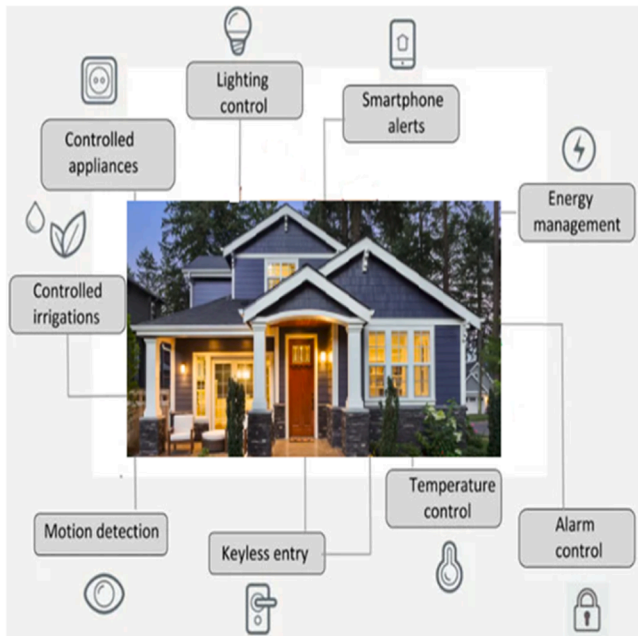 Lighting
control
Smartphone
alerts
Controlled
appliances
Energy
management
Controlled
irrigations
Temperature
control
Motion detection
Keyless entry
Alarm
control